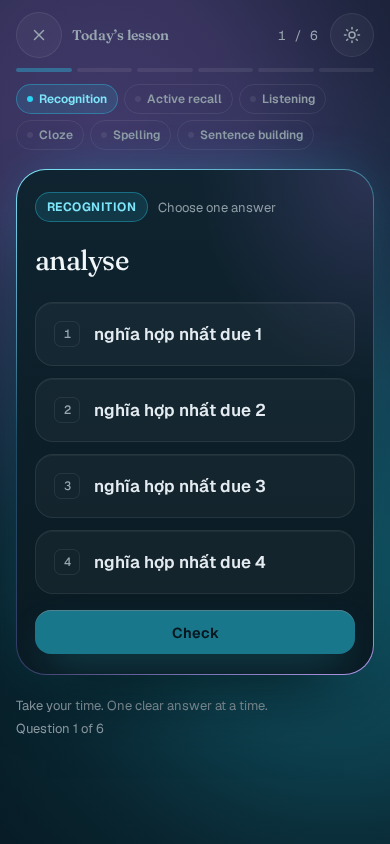 Today's lesson
1 / 6
Recognition
Active recall
Listening
Cloze
Spelling
Sentence building
RECOGNITION
Choose one answer
analyse
1 nghĩa hợp nhất due 1
2 nghĩa hợp nhất due 2
3 nghĩa hợp nhất due 3
4 nghĩa hợp nhất due 4
Check
Take your time. One clear answer at a time.
Question 1 of 6